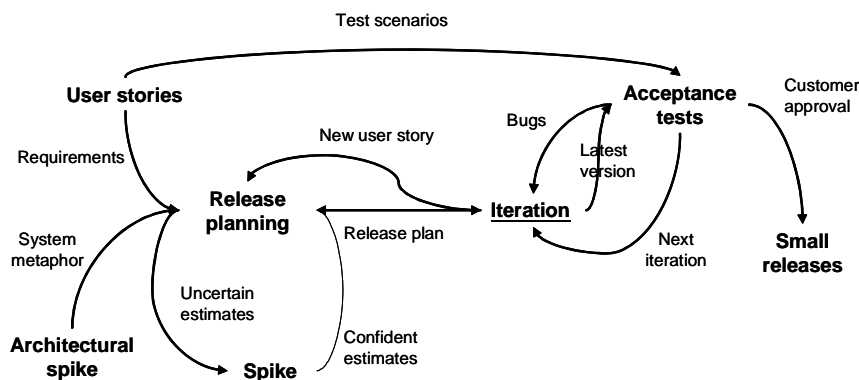 Test scenarios
User stories
Acceptance
tests
Customer
approval
Bugs
New user story
Latest
version
Requirements
Release
planning
Iteration
Release plan
System
metaphor
Next
iteration
Small
releases
Uncertain
estimates
Confident
estimates
Architectural
spike
Spike